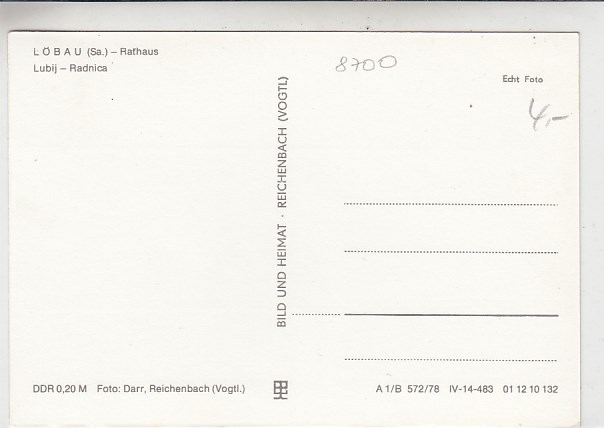 LÖBAU (Sa.) – Rathaus
Lubij – Radnica
8700
Echt Foto
4,-
BILD UND HEIMAT · REICHENBACH (VOGTL)
DDR 0,20 M Foto: Darr, Reichenbach (Vogtl.)
A 1/B 572/78 IV-14-483 01 12 10 132